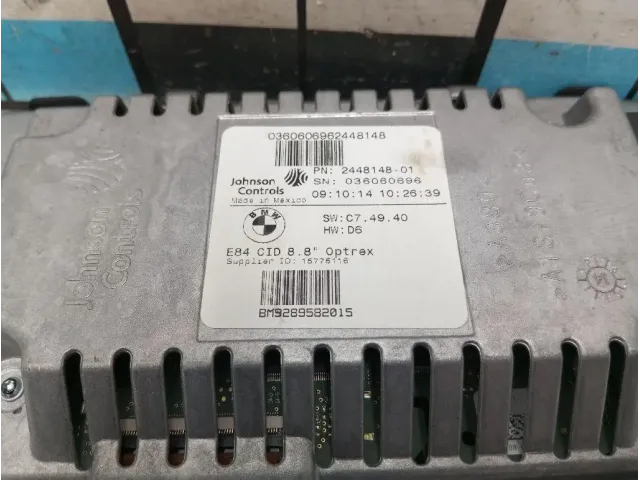 0360606962448148
Johnson Controls
PN: 2448148-01
SN: 036060696
Made in Mexico
09:10:14 10:26:39
BMW
SW:C7.49.40
HW:D6
E84 CID 8.8" Optrex
Supplier ID: 15775116
BM9289582015
Johnson
Controls